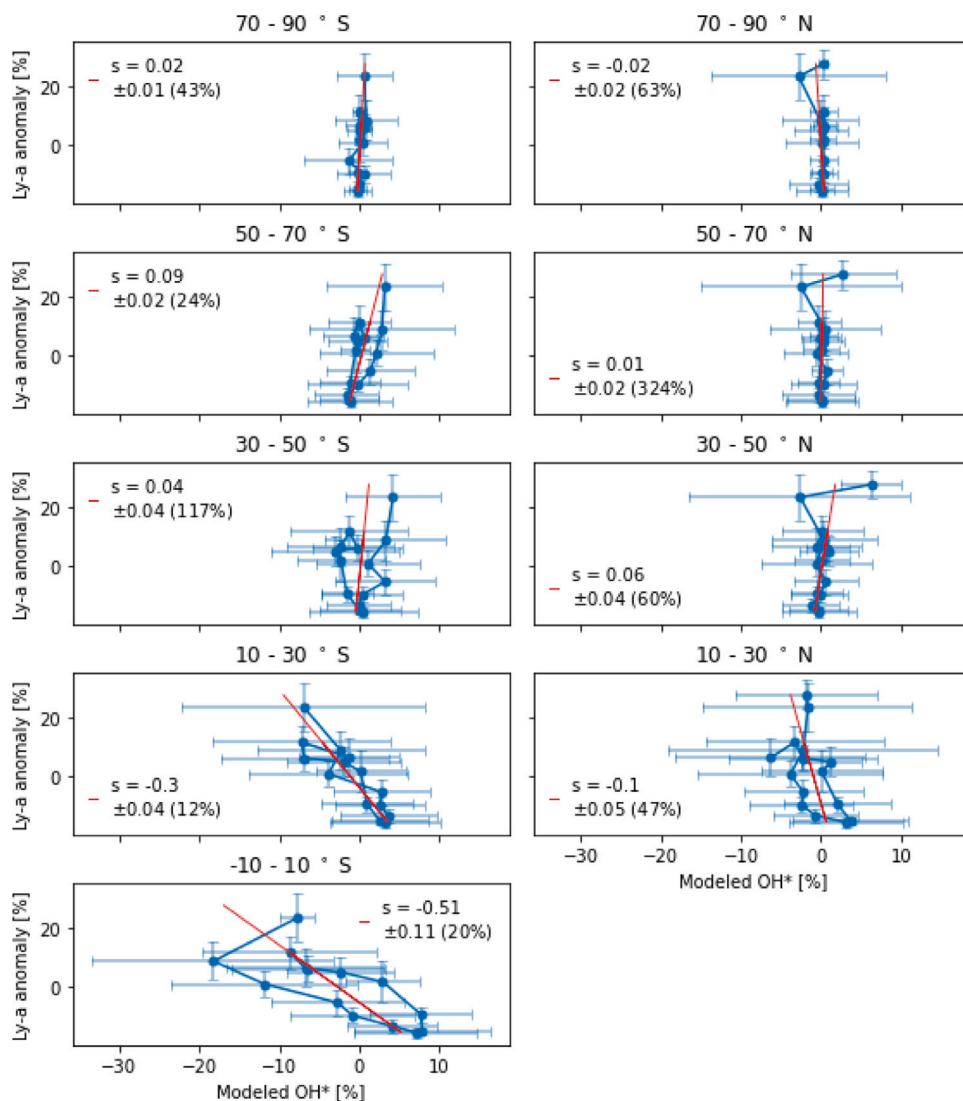 70 - 90 ° S
Ly-a anomaly [%]
20
0
s = 0.02
±0.01 (43%)
70 - 90 ° N
s = -0.02
±0.02 (63%)
50 - 70 ° S
Ly-a anomaly [%]
20
0
s = 0.09
±0.02 (24%)
50 - 70 ° N
s = 0.01
±0.02 (324%)
30 - 50 ° S
Ly-a anomaly [%]
20
0
s = 0.04
±0.04 (117%)
30 - 50 ° N
s = 0.06
±0.04 (60%)
10 - 30 ° S
Ly-a anomaly [%]
20
0
s = -0.3
±0.04 (12%)
10 - 30 ° N
s = -0.1
±0.05 (47%)
−30 −20 −10 0 10
Modeled OH* [%]
-10 - 10 ° S
Ly-a anomaly [%]
20
0
s = -0.51
±0.11 (20%)
−30 −20 −10 0 10
Modeled OH* [%]